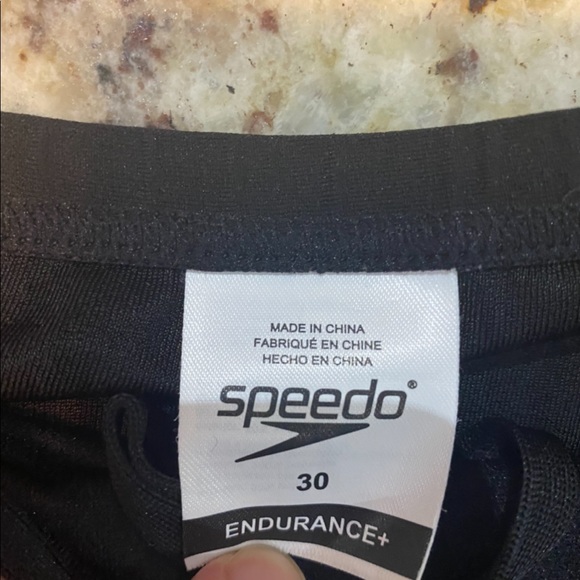 MADE IN CHINA
FABRIQUÉ EN CHINE
HECHO EN CHINA
speedo®
30
ENDURANCE+